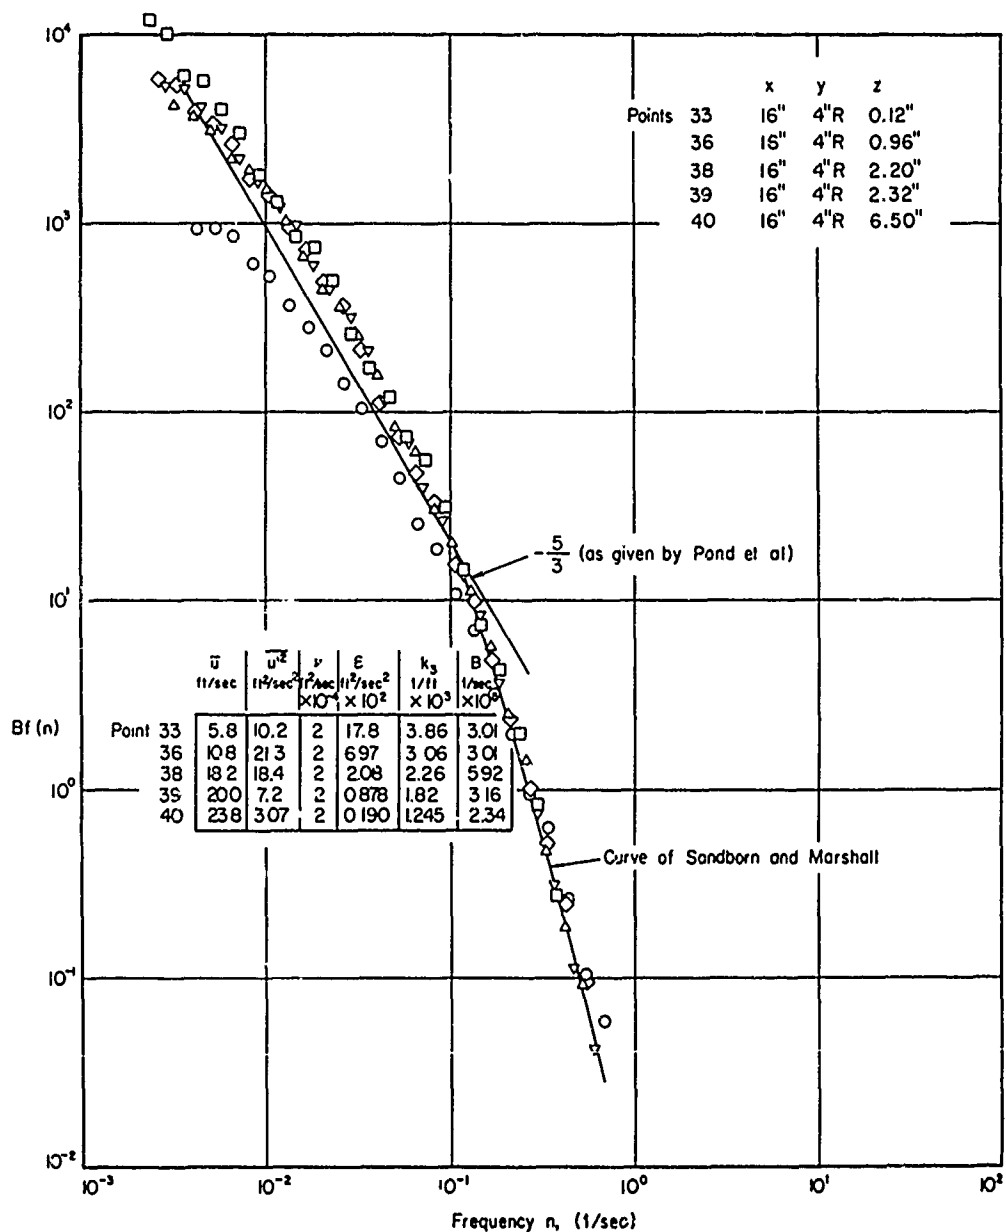 10⁴
x y z
Points 33 16" 4"R 0.12"
36 16" 4"R 0.96"
38 16" 4"R 2.20"
39 16" 4"R 2.32"
40 16" 4"R 6.50"
10³
10²
-5/3 (as given by Pond et al)
10¹
ū u'² ν ε k₃ B
ft/sec ft²/sec² ft²/sec ft²/sec² 1/ft 1/sec
×10⁻⁴ ×10² ×10³
Bf(n)
Point 33 5.8 10.2 2 17.8 3.86 3.01
36 10.8 21.3 2 6.97 3.06 3.01
38 18.2 18.4 2 2.08 2.26 5.92
39 20.0 7.2 2 0.878 1.82 3.16
40 23.8 3.07 2 0.190 1.245 2.34
10⁰
Curve of Sandborn and Marshall
10⁻¹
10⁻²
10⁻³ 10⁻² 10⁻¹ 10⁰ 10¹ 10²
Frequency n, (1/sec)